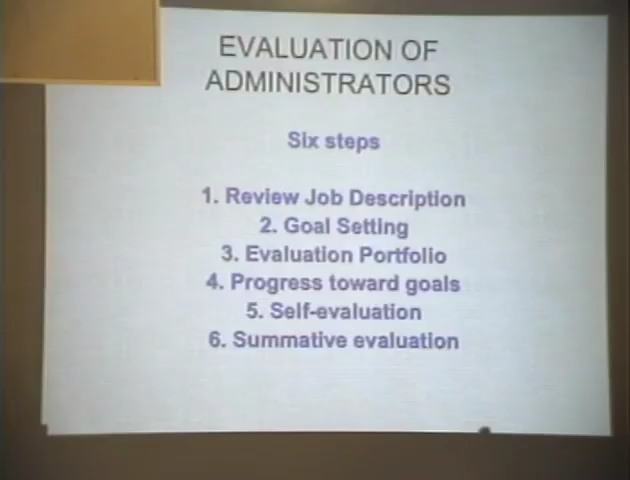 EVALUATION OF
ADMINISTRATORS
Six steps
1. Review Job Description
2. Goal Setting
3. Evaluation Portfolio
4. Progress toward goals
5. Self-evaluation
6. Summative evaluation